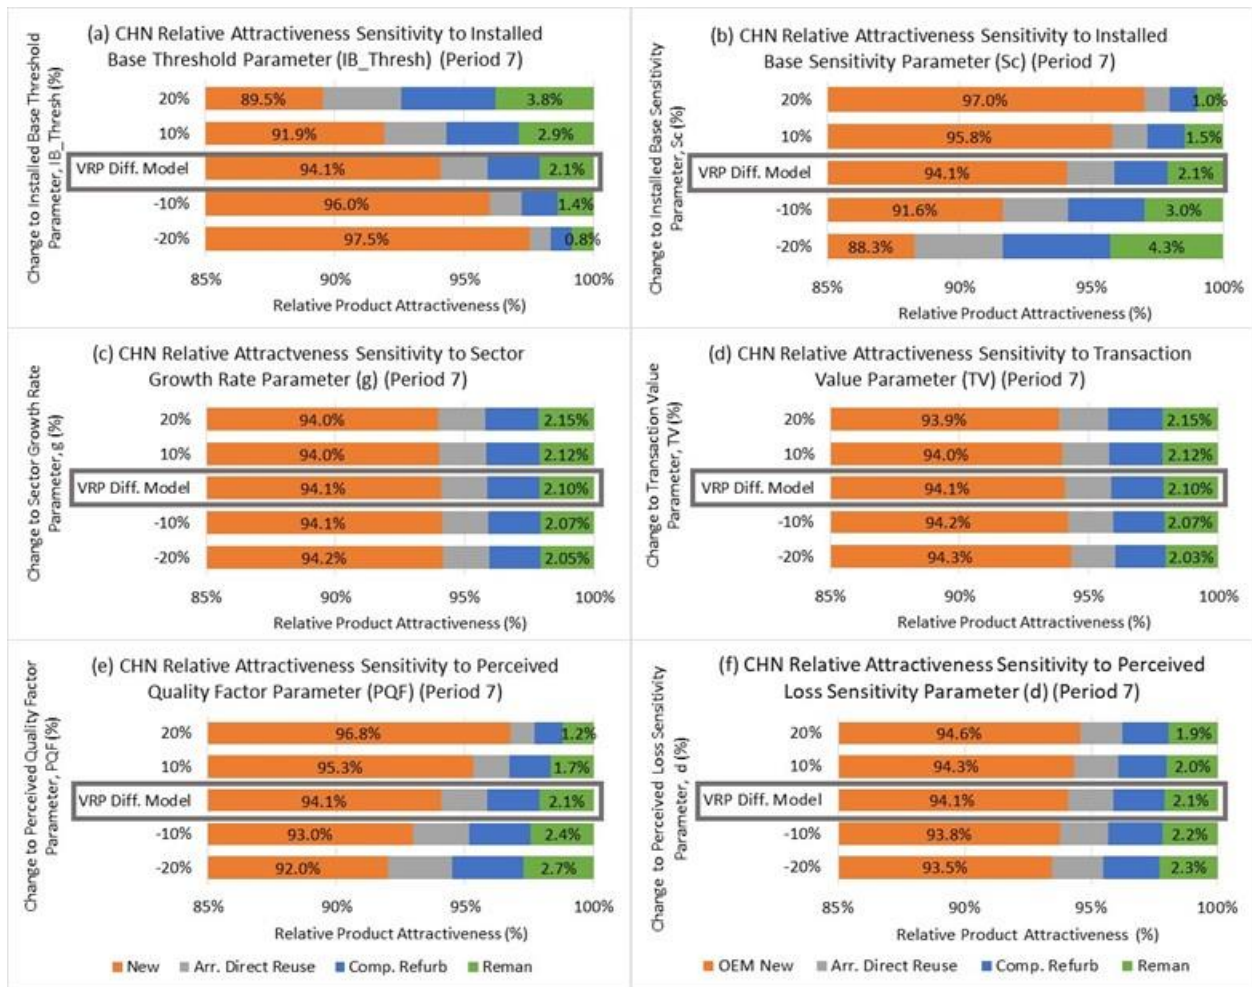 (a) CHN Relative Attractiveness Sensitivity to Installed
Base Threshold Parameter (IB_Thresh) (Period 7)
Change to Installed Base Threshold
Parameter, IB_Thresh (%)
20%
89.5%
3.8%
10%
91.9%
2.9%
VRP Diff. Model
94.1%
2.1%
-10%
96.0%
1.4%
-20%
97.5%
0.8%
85%
90%
95%
100%
Relative Product Attractiveness (%)
(b) CHN Relative Attractiveness Sensitivity to Installed
Base Sensitivity Parameter (Sc) (Period 7)
Change to Installed Base Sensitivity
Parameter, Sc (%)
20%
97.0%
1.0%
10%
95.8%
1.5%
VRP Diff. Model
94.1%
2.1%
-10%
91.6%
3.0%
-20%
88.3%
4.3%
85%
90%
95%
100%
Relative Product Attractiveness (%)
(c) CHN Relative Attractveness Sensitivity to Sector
Growth Rate Parameter (g) (Period 7)
Change to Sector Growth Rate
Parameter, g (%)
20%
94.0%
2.15%
10%
94.0%
2.12%
VRP Diff. Model
94.1%
2.10%
-10%
94.1%
2.07%
-20%
94.2%
2.05%
85%
90%
95%
100%
Relative Product Attractiveness (%)
(d) CHN Relative Attractiveness Sensitivity to Transaction
Value Parameter (TV) (Period 7)
Change to Transaction Value
Parameter, TV (%)
20%
93.9%
2.15%
10%
94.0%
2.12%
VRP Diff. Model
94.1%
2.10%
-10%
94.2%
2.07%
-20%
94.3%
2.03%
85%
90%
95%
100%
Relative Product Attractiveness (%)
(e) CHN Relative Attractiveness Sensitivity to Perceived
Quality Factor Parameter (PQF) (Period 7)
Change to Perceived Quality Factor
Parameter, PQF (%)
20%
96.8%
1.2%
10%
95.3%
1.7%
VRP Diff. Model
94.1%
2.1%
-10%
93.0%
2.4%
-20%
92.0%
2.7%
85%
90%
95%
100%
Relative Product Attractiveness (%)
New
Arr. Direct Reuse
Comp. Refurb
Reman
(f) CHN Relative Attractiveness Sensitivity to Perceived
Loss Sensitivity Parameter (d) (Period 7)
Change to Perceived Loss Sensitivity
Parameter, d (%)
20%
94.6%
1.9%
10%
94.3%
2.0%
VRP Diff. Model
94.1%
2.1%
-10%
93.8%
2.2%
-20%
93.5%
2.3%
85%
90%
95%
100%
Relative Product Attractiveness (%)
OEM New
Arr. Direct Reuse
Comp. Refurb
Reman